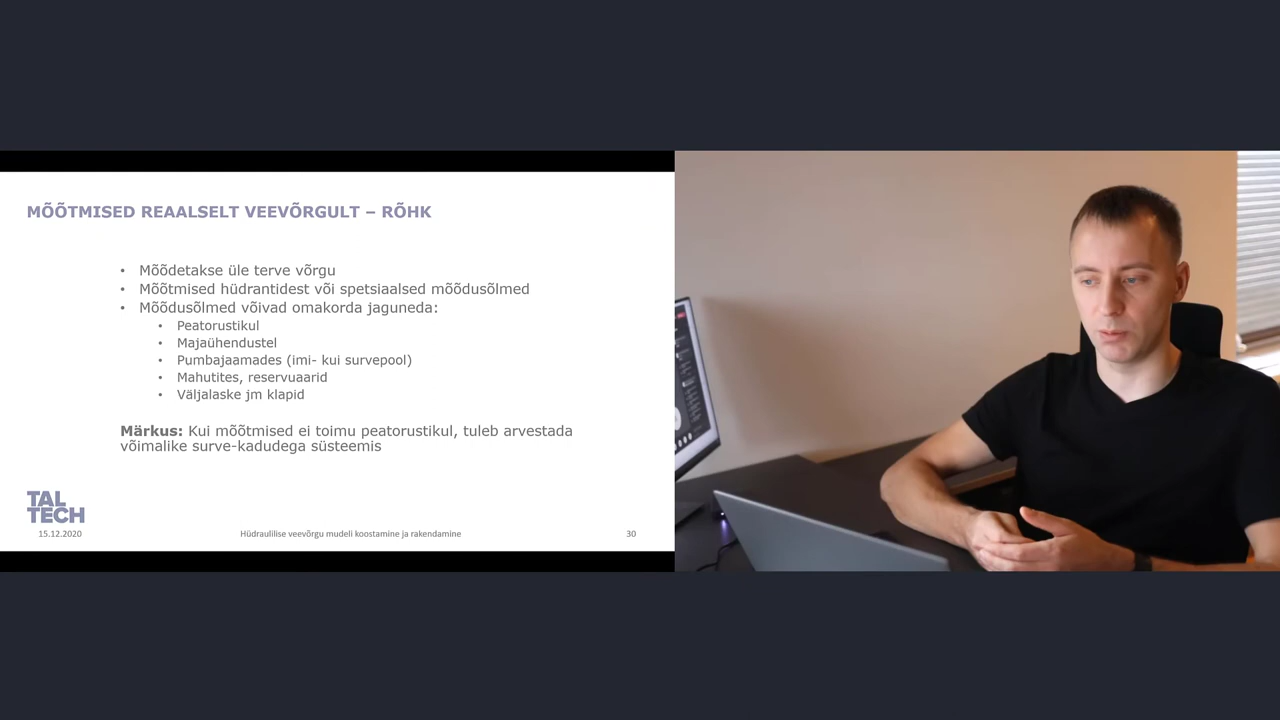 MÕÕTMISED REAALSELT VEEVÕRGULT – RÕHK
• Mõõdetakse üle terve võrgu
• Mõõtmised hüdrantidest või spetsiaalsed mõõdusõlmed
• Mõõdusõlmed võivad omakorda jaguneda:
• Peatorustikul
• Majaühendustel
• Pumbajaamades (imi- kui survepool)
• Mahutites, reservuaarid
• Väljalaske jm klapid
Märkus: Kui mõõtmised ei toimu peatorustikul, tuleb arvestada
võimalike surve-kadudega süsteemis
TAL
TECH
15.12.2020
Hüdraulilise veevõrgu mudeli koostamine ja rakendamine
30